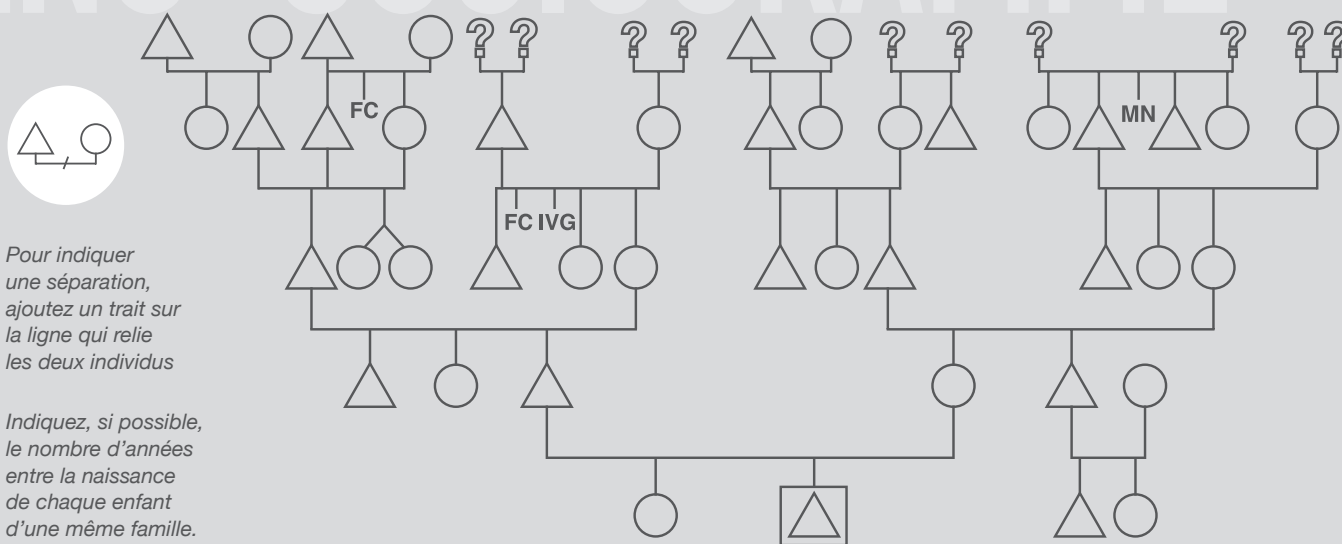 ? ? ? ? ? ? ? ? ? ?
FC
MN
FC IVG
Pour indiquer
une séparation,
ajoutez un trait sur
la ligne qui relie
les deux individus
Indiquez, si possible,
le nombre d'années
entre la naissance
de chaque enfant
d'une même famille.